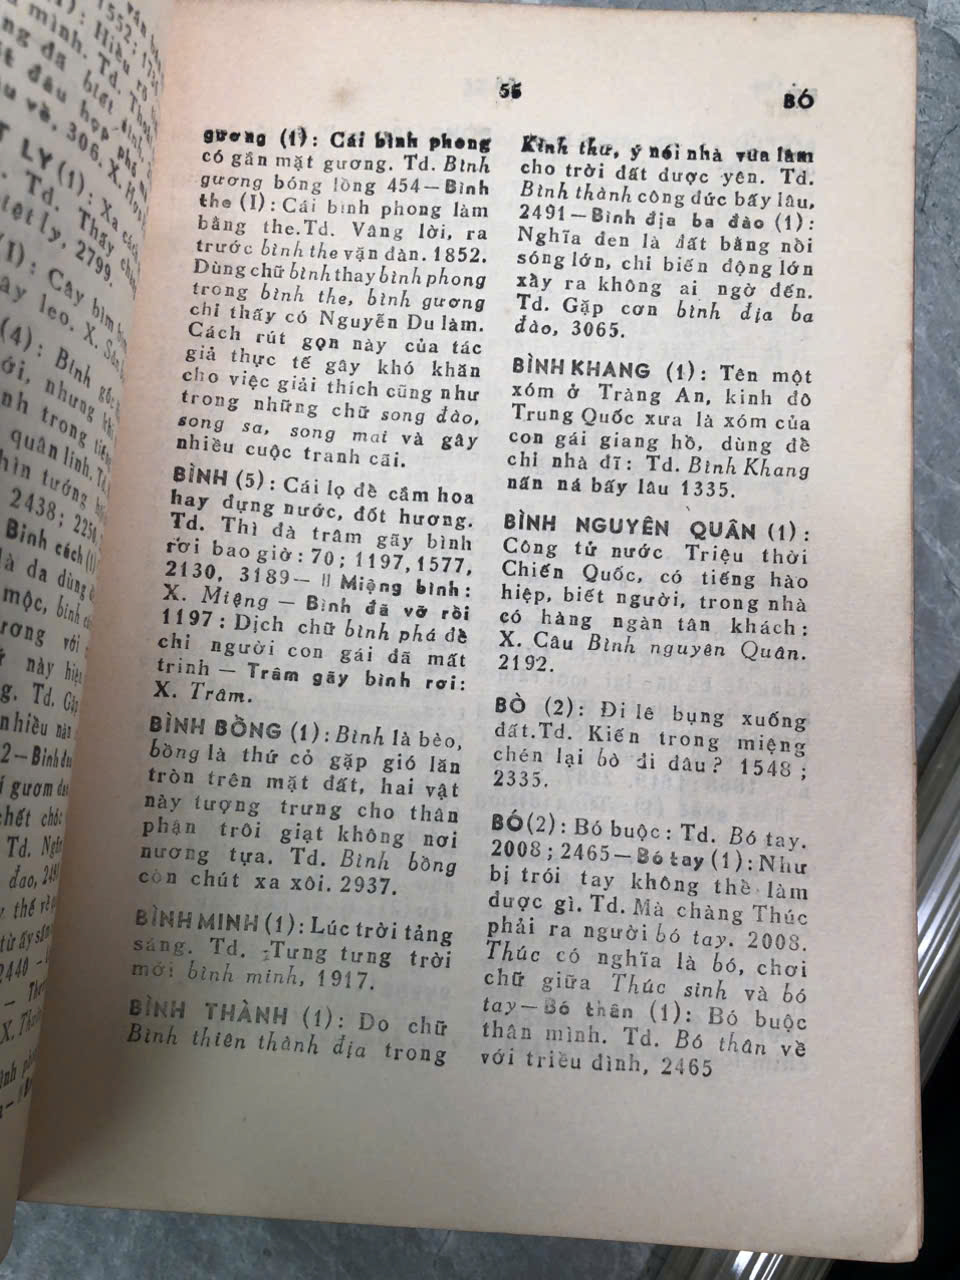 55
BÓ
gương (1): Cái bình phong
có gắn mặt gương. Td. Bình
gương bóng lồng 454—Bình
the (I): Cái bình phong làm
bằng the.Td. Vâng lời, ra
trước bình the vặn đàn. 1852.
Dùng chữ bình thay bình phong
trong bình the, bình gương
chỉ thấy có Nguyễn Du làm.
Cách rút gọn này của tác
giả thực tế gây khó khăn
cho việc giải thích cũng như
trong những chữ song đào,
song sa, song mai và gây
nhiều cuộc tranh cãi.
BÌNH (5): Cái lọ để cắm hoa
hay đựng nước, đốt hương.
Td. Thì đà trâm gãy bình
rơi bao giờ: 70; 1197, 1577,
2130, 3189— || Miệng bình:
X. Miệng — Bình đã vỡ rồi
1197: Dịch chữ bình phá để
chỉ người con gái đã mất
trinh — Trâm gãy bình rơi:
X. Trâm.
BÌNH BỒNG (1): Bình là bèo,
bồng là thứ cỏ gặp gió lăn
tròn trên mặt đất, hai vật
này tượng trưng cho thân
phận trôi giạt không nơi
nương tựa. Td. Bình bồng
còn chút xa xôi. 2937.
BÌNH MINH (1): Lúc trời tảng
sáng. Td. Tưng tưng trời
mới bình minh, 1917.
BÌNH THÀNH (1): Do chữ
Bình thiên thành địa trong
Kinh thư, ý nói nhà vua làm
cho trời đất được yên. Td.
Bình thành công đức bấy lâu,
2491—Bình địa ba đào (1):
Nghĩa đen là đất bằng nồi
sóng lớn, chỉ biến động lớn
xảy ra không ai ngờ đến.
Td. Gặp cơn bình địa ba
đào, 3065.
BÌNH KHANG (1): Tên một
xóm ở Tràng An, kinh đô
Trung Quốc xưa là xóm của
con gái giang hồ, dùng để
chỉ nhà đĩ: Td. Bình Khang
nấn ná bấy lâu 1335.
BÌNH NGUYÊN QUÂN (1):
Công tử nước Triệu thời
Chiến Quốc, có tiếng hào
hiệp, biết người, trong nhà
có hàng ngàn tân khách:
X. Câu Bình nguyên Quân.
2192.
BÒ (2): Đi lê bụng xuống
đất.Td. Kiến trong miệng
chén lại bò đi đâu? 1548;
2335.
BÓ(2): Bó buộc: Td. Bó tay.
2008; 2465—Bó tay (1): Như
bị trói tay không thể làm
được gì. Td. Mà chàng Thúc
phải ra người bó tay. 2008.
Thúc có nghĩa là bó, chơi
chữ giữa Thúc sinh và bó
tay—Bó thân (1): Bó buộc
thân mình. Td. Bó thân về
với triều đình, 2465